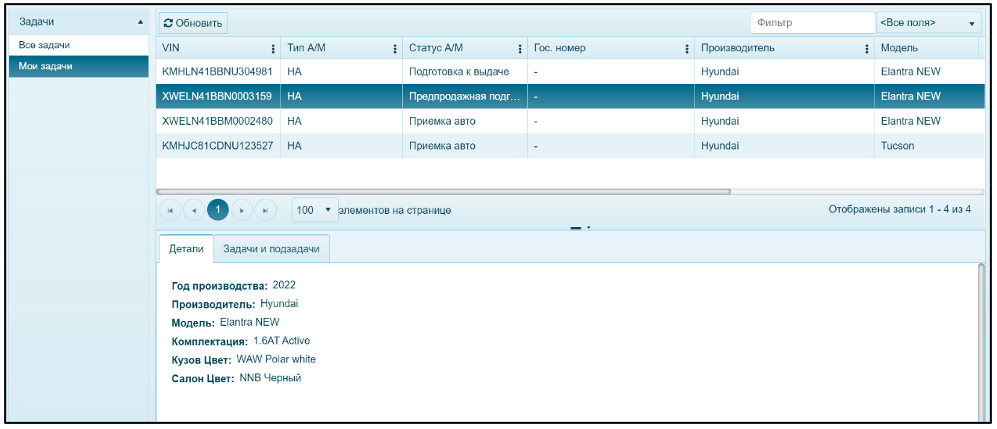 Задачи
Обновить
Фильтр
<Все поля>
Все задачи
Мои задачи
VIN Тип А/М Статус А/М Гос. номер Производитель Модель
KMHLN41BBNU304981 НА Подготовка к выдаче - Hyundai Elantra NEW
XWELN41BBN0003159 НА Предпродажная подг... - Hyundai Elantra NEW
XWELN41BBM0002480 НА Приемка авто - Hyundai Elantra NEW
KMHJC81CDNU123527 НА Приемка авто - Hyundai Tucson
1 100 элементов на странице Отображены записи 1 - 4 из 4
Детали Задачи и подзадачи
Год производства: 2022
Производитель: Hyundai
Модель: Elantra NEW
Комплектация: 1.6AT Active
Кузов Цвет: WAW Polar white
Салон Цвет: NNB Черный